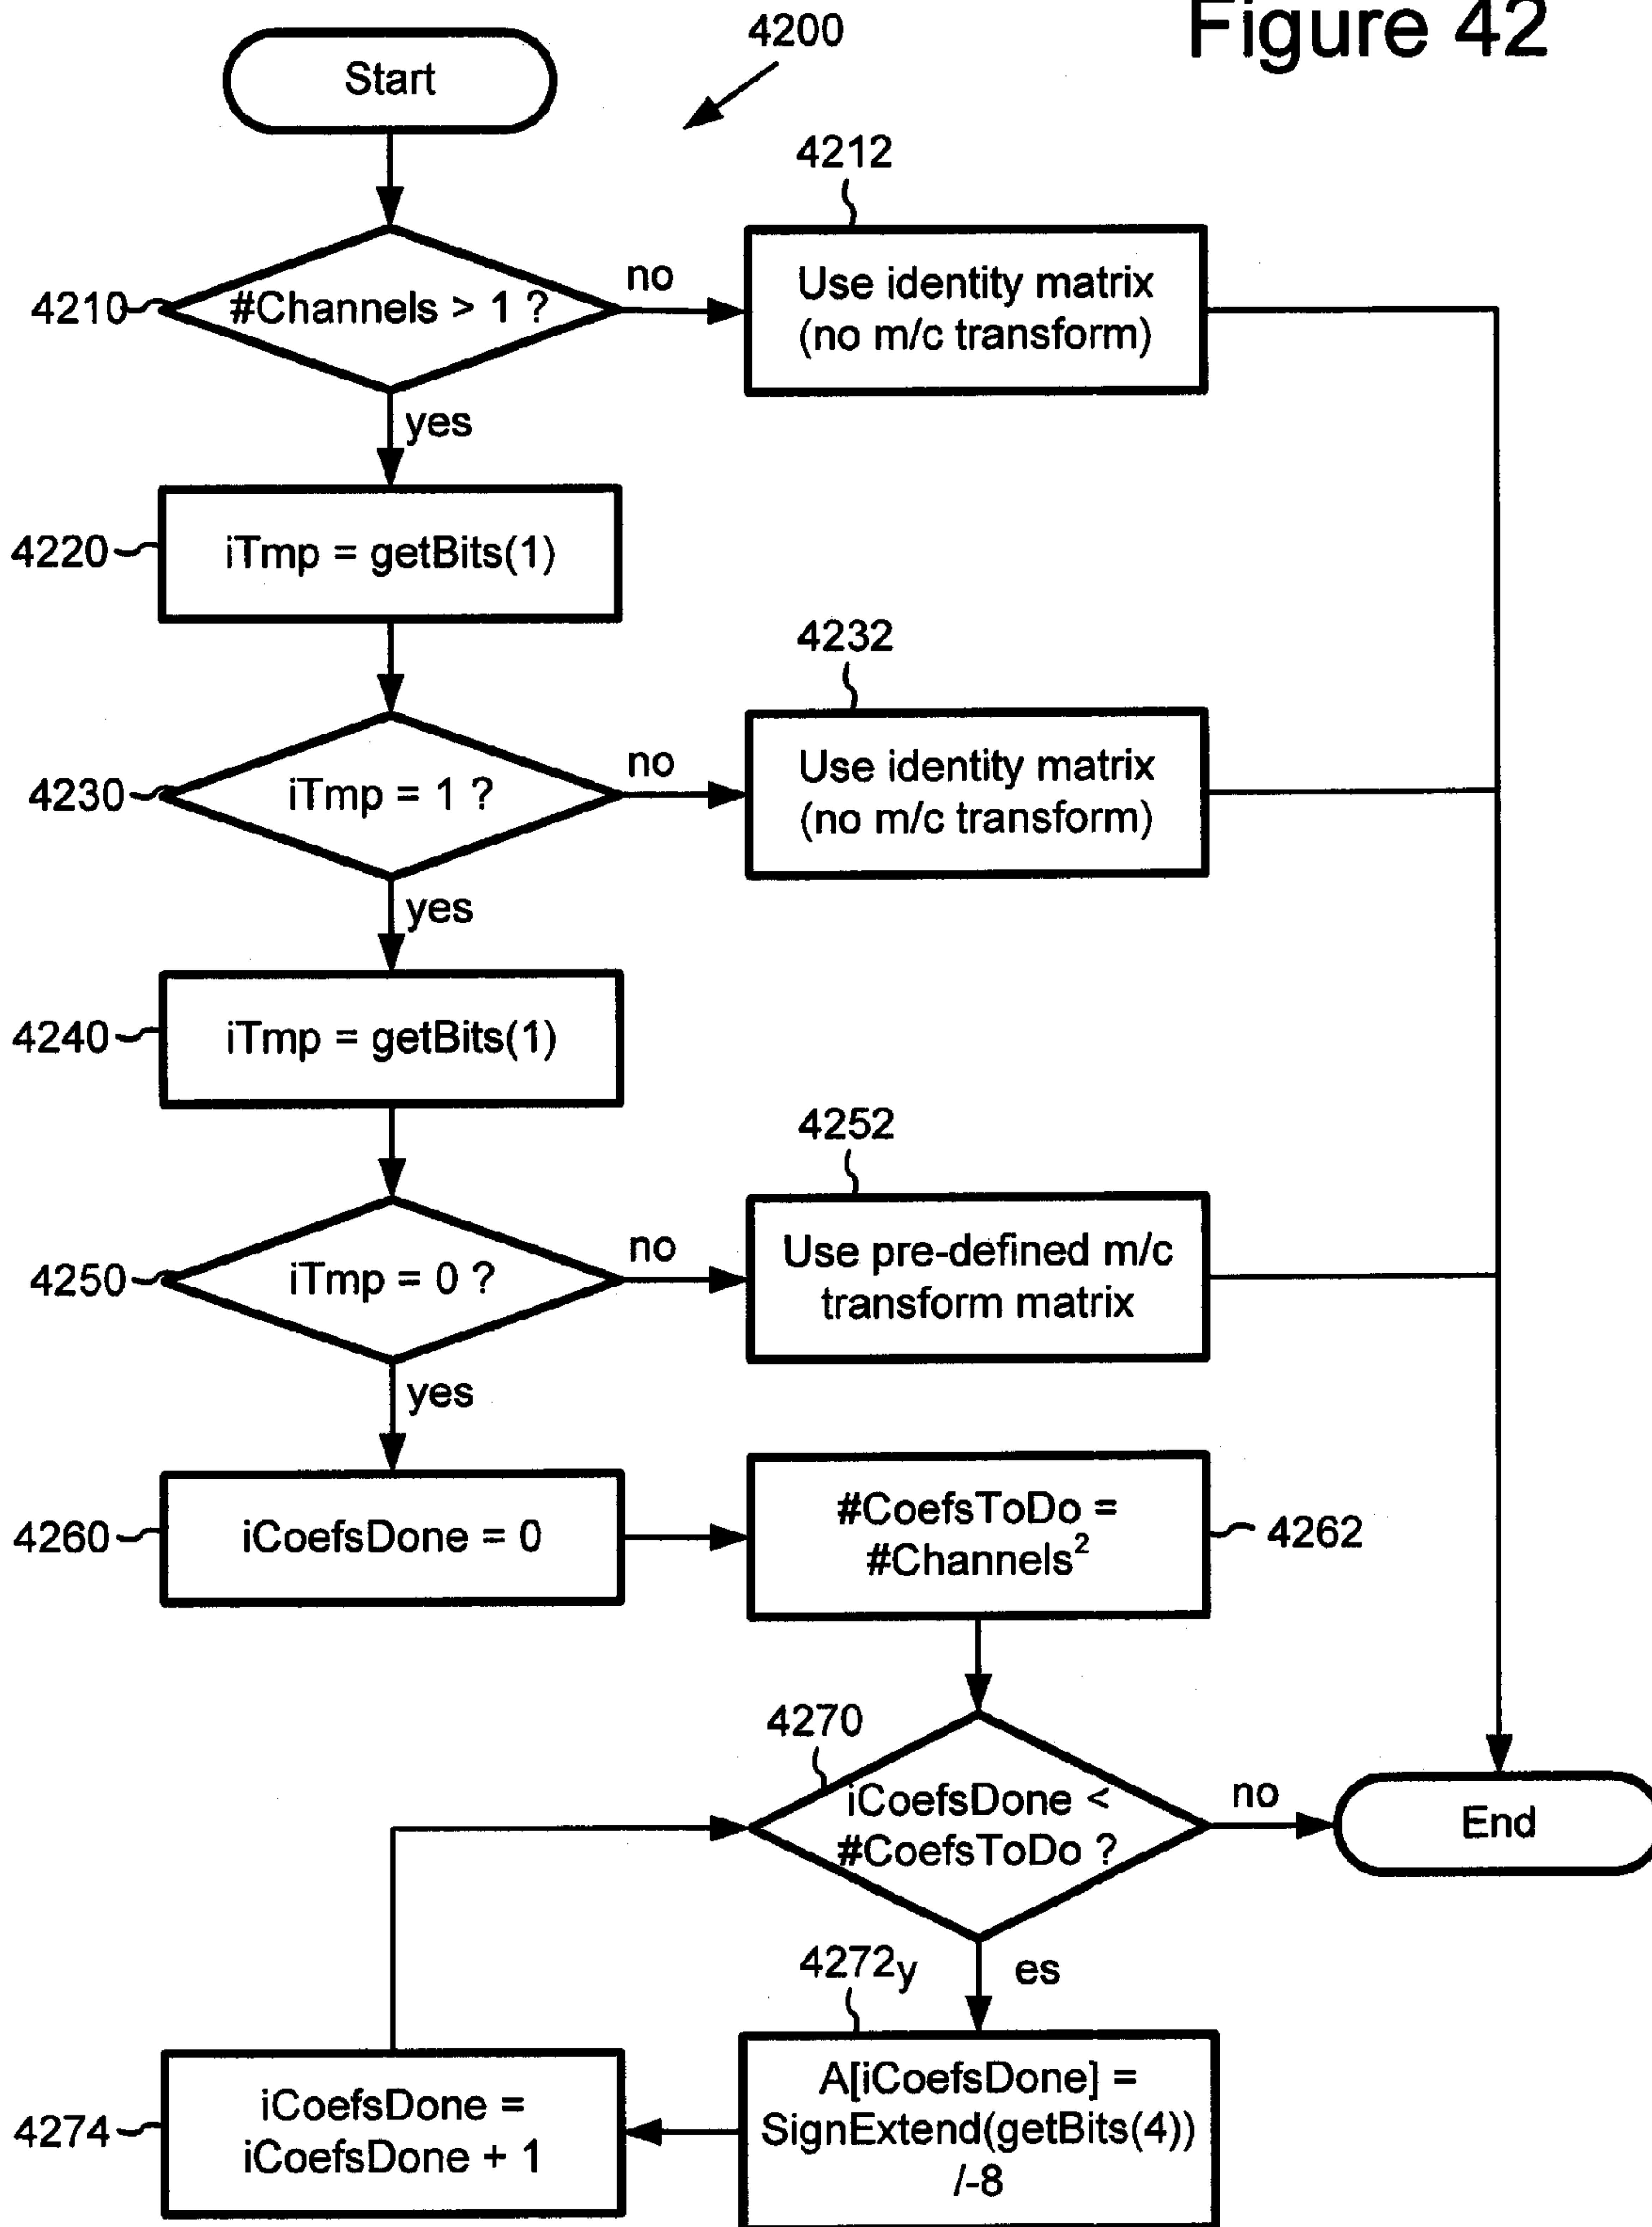 Figure 42
4200
Start
4212
4210
#Channels > 1 ?
no
Use identity matrix
(no m/c transform)
yes
4220
iTmp = getBits(1)
4232
4230
iTmp = 1 ?
no
Use identity matrix
(no m/c transform)
yes
4240
iTmp = getBits(1)
4252
4250
iTmp = 0 ?
no
Use pre-defined m/c
transform matrix
yes
4260
iCoefsDone = 0
#CoefsToDo =
#Channels²
4262
4270
iCoefsDone <
#CoefsToDo ?
no
End
4272y es
A[iCoefsDone] =
SignExtend(getBits(4))
/-8
4274
iCoefsDone =
iCoefsDone + 1